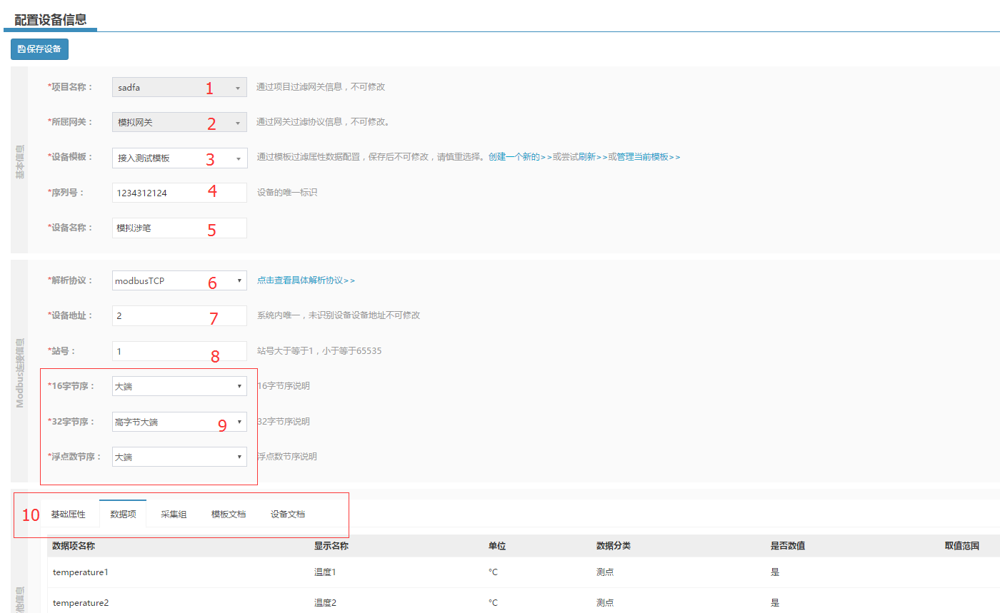 配置设备信息
保存设备
基本信息
*项目名称： sadfa 1 通过项目过滤网关信息，不可修改
*所属网关： 模拟网关 2 通过网关过滤协议信息，不可修改。
*设备模板： 接入测试模板 3 通过模板过滤属性数据配置，保存后不可修改，请慎重选择。创建一个新的>>或尝试刷新>>或管理当前模板>>
*序列号： 1234312124 4 设备的唯一标识
*设备名称： 模拟涉笔 5
Modbus连接信息
*解析协议： modbusTCP 6 点击查看具体解析协议>>
*设备地址： 2 7 系统内唯一，未识别设备设备地址不可修改
*站号： 1 8 站号大于等于1，小于等于65535
*16字节序： 大端 16字节序说明
*32字节序： 高字节大端 9 32字节序说明
*浮点数节序： 大端 浮点数节序说明
10 基础属性 数据项 采集组 模板文档 设备文档
数据项名称 显示名称 单位 数据分类 是否数值 取值范围
temperature1 温度1 °C 测点 是
temperature2 温度2 °C 测点 是
他信息